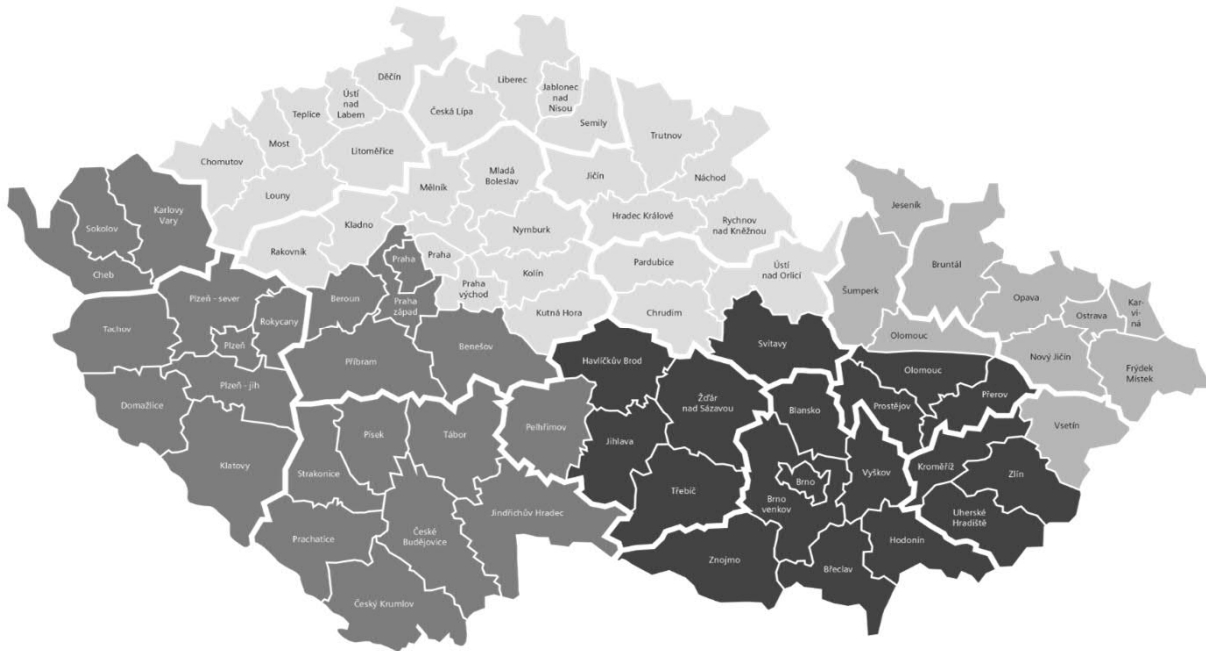 Děčín
Liberec
Jablonec
nad
Nisou
Ústí
nad
Labem
Teplice
Česká Lípa
Semily
Trutnov
Most
Litoměřice
Chomutov
Mladá
Boleslav
Jičín
Náchod
Mělník
Louny
Jeseník
Karlovy
Vary
Sokolov
Kladno
Hradec Králové
Rychnov
nad Kněžnou
Nymburk
Rakovník
Praha
Praha
Kolín
Pardubice
Ústí
nad Orlicí
Bruntál
Cheb
Praha
východ
Šumperk
Plzeň - sever
Beroun
Praha
západ
Opava
Kar-
vi-
ná
Ostrava
Rokycany
Kutná Hora
Chrudim
Tachov
Plzeň
Svitavy
Olomouc
Benešov
Příbram
Havlíčkův Brod
Nový Jičín
Frýdek
Místek
Olomouc
Plzeň - jih
Žďár
nad Sázavou
Přerov
Domažlice
Blansko
Prostějov
Vsetín
Písek
Tábor
Pelhřimov
Jihlava
Klatovy
Strakonice
Vyškov
Kroměříž
Zlín
Třebíč
Brno
Brno
venkov
Jindřichův Hradec
Uherské
Hradiště
Prachatice
České
Budějovice
Hodonín
Znojmo
Břeclav
Český Krumlov